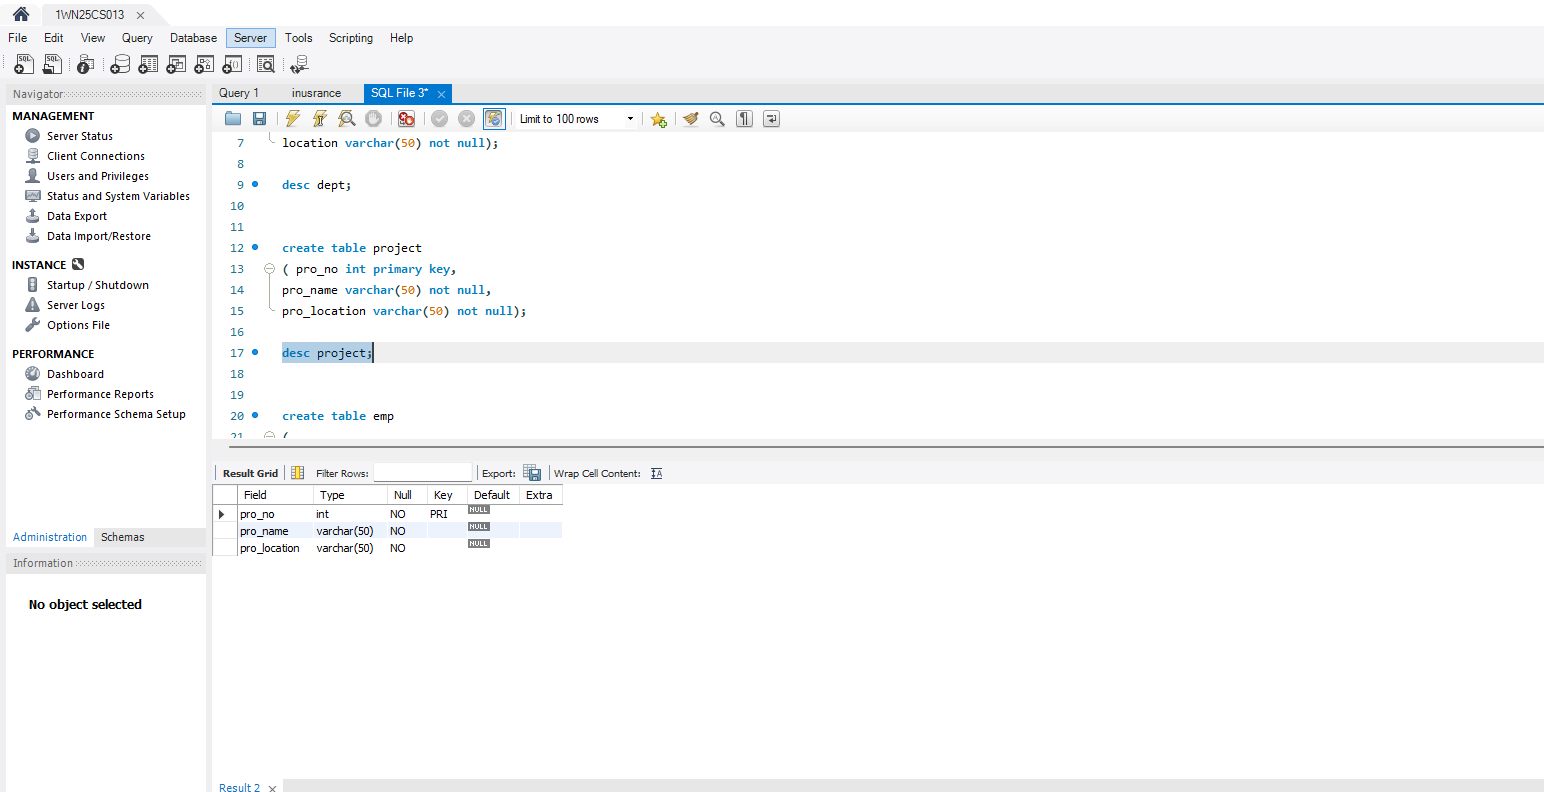 1WN25CS013
File Edit View Query Database Server Tools Scripting Help
Navigator
MANAGEMENT
Server Status
Client Connections
Users and Privileges
Status and System Variables
Data Export
Data Import/Restore
INSTANCE
Startup / Shutdown
Server Logs
Options File
PERFORMANCE
Dashboard
Performance Reports
Performance Schema Setup
Administration Schemas
Information
No object selected
Query 1 inusrance SQL File 3*
Limit to 100 rows
7 location varchar(50) not null);
8
9 desc dept;
10
11
12 create table project
13 ( pro_no int primary key,
14 pro_name varchar(50) not null,
15 pro_location varchar(50) not null);
16
17 desc project;
18
19
20 create table emp
21 (
Result Grid Filter Rows: Export: Wrap Cell Content:
Field Type Null Key Default Extra
pro_no int NO PRI NULL
pro_name varchar(50) NO NULL
pro_location varchar(50) NO NULL
Result 2